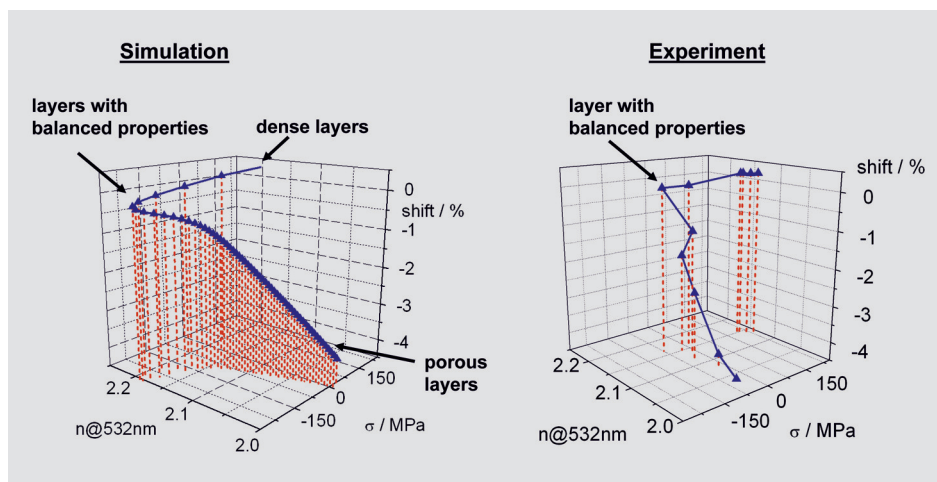 Simulation
layers with
balanced properties
dense layers
0
shift / %
-1
-2
-3
-4
porous
layers
150
0
-150
σ / MPa
2.2
2.1
2.0
n@532nm
Experiment
layer with
balanced properties
shift / %
0
-1
-2
-3
-4
150
0
-150
σ / MPa
2.2
2.1
2.0
n@532nm